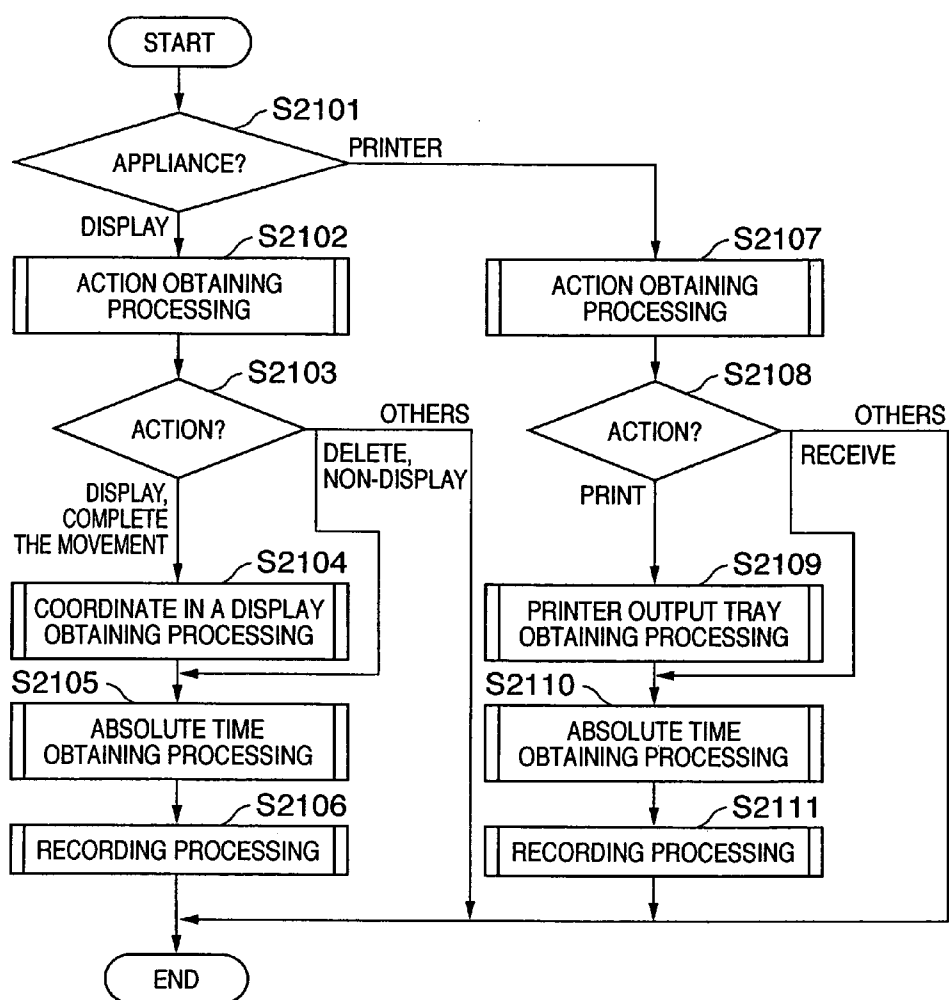 START
S2101
APPLIANCE?
PRINTER
DISPLAY
S2102
ACTION OBTAINING
PROCESSING
S2103
ACTION?
OTHERS
DELETE,
NON-DISPLAY
DISPLAY,
COMPLETE
THE MOVEMENT
S2104
COORDINATE IN A DISPLAY
OBTAINING PROCESSING
S2105
ABSOLUTE TIME
OBTAINING PROCESSING
S2106
RECORDING PROCESSING
S2107
ACTION OBTAINING
PROCESSING
S2108
ACTION?
OTHERS
RECEIVE
PRINT
S2109
PRINTER OUTPUT TRAY
OBTAINING PROCESSING
S2110
ABSOLUTE TIME
OBTAINING PROCESSING
S2111
RECORDING PROCESSING
END